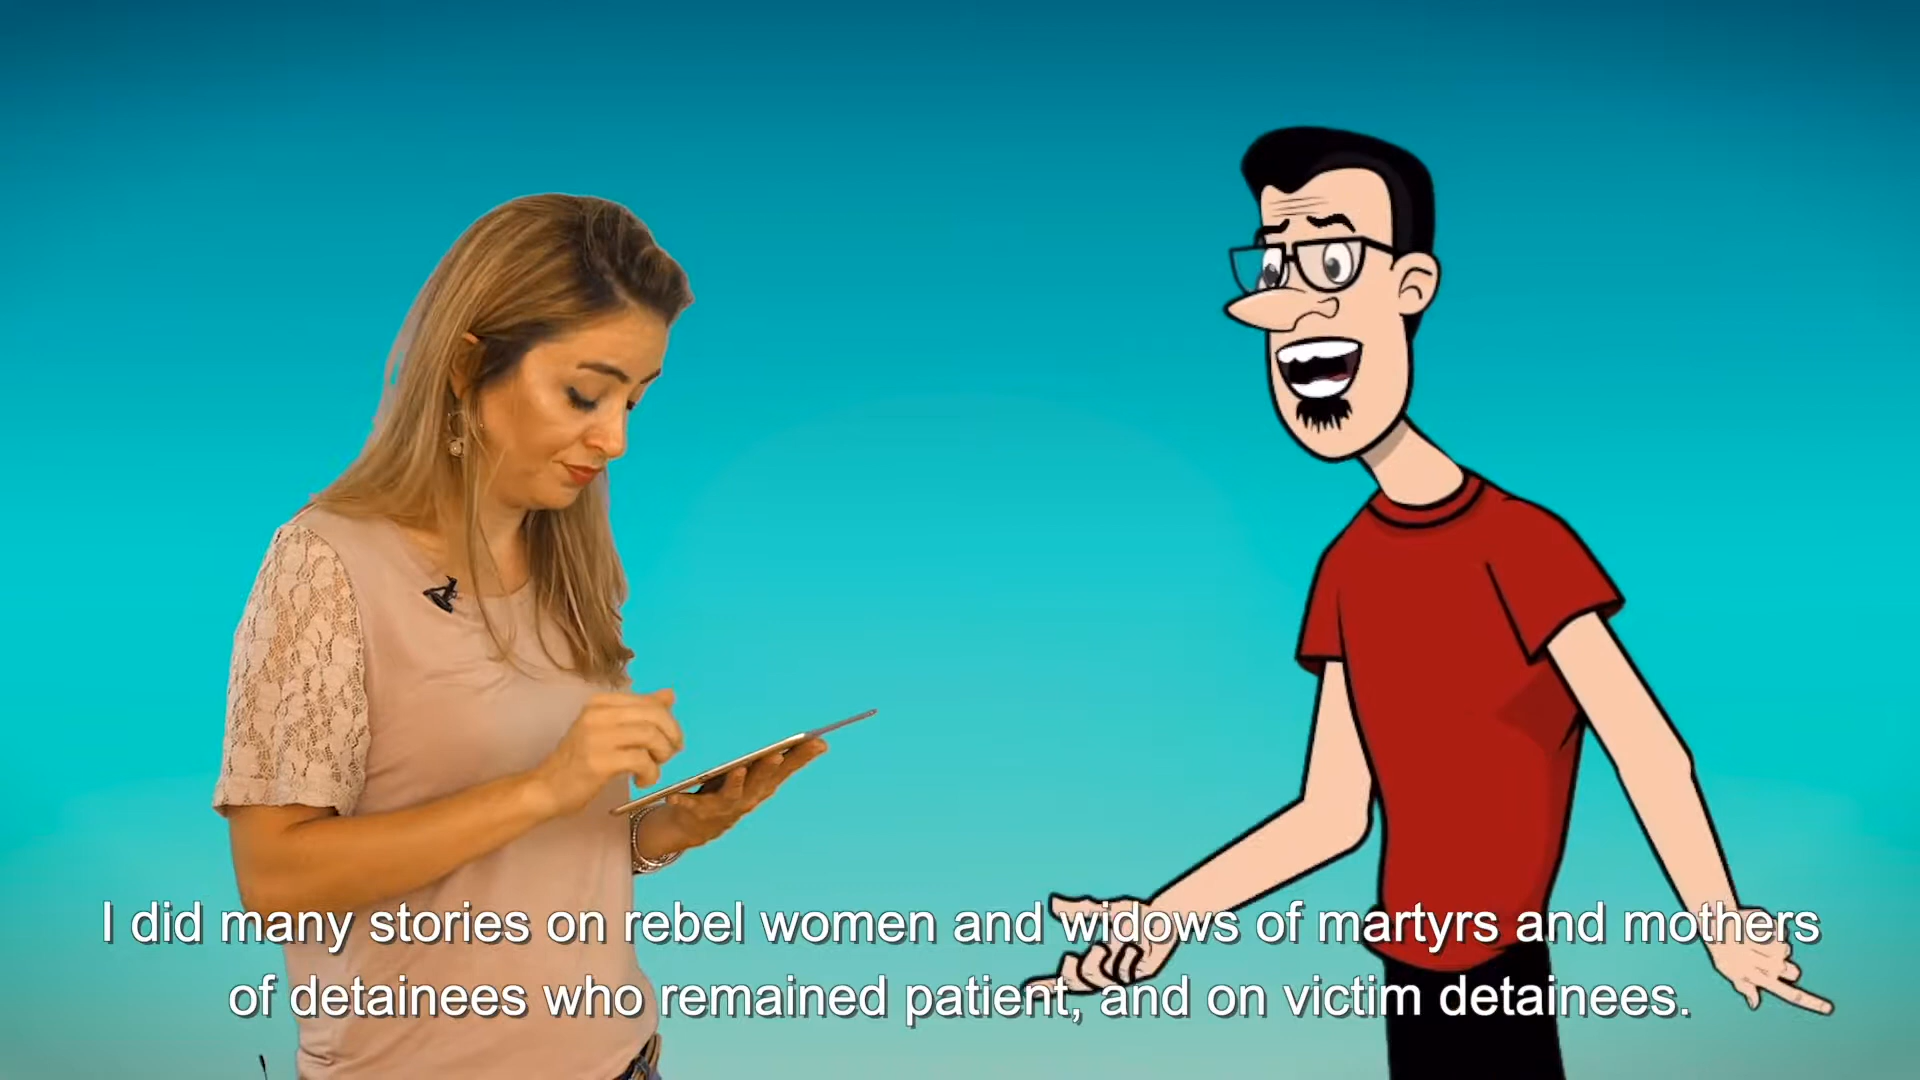 I did many stories on rebel women and widows of martyrs and mothers
of detainees who remained patient, and on victim detainees.